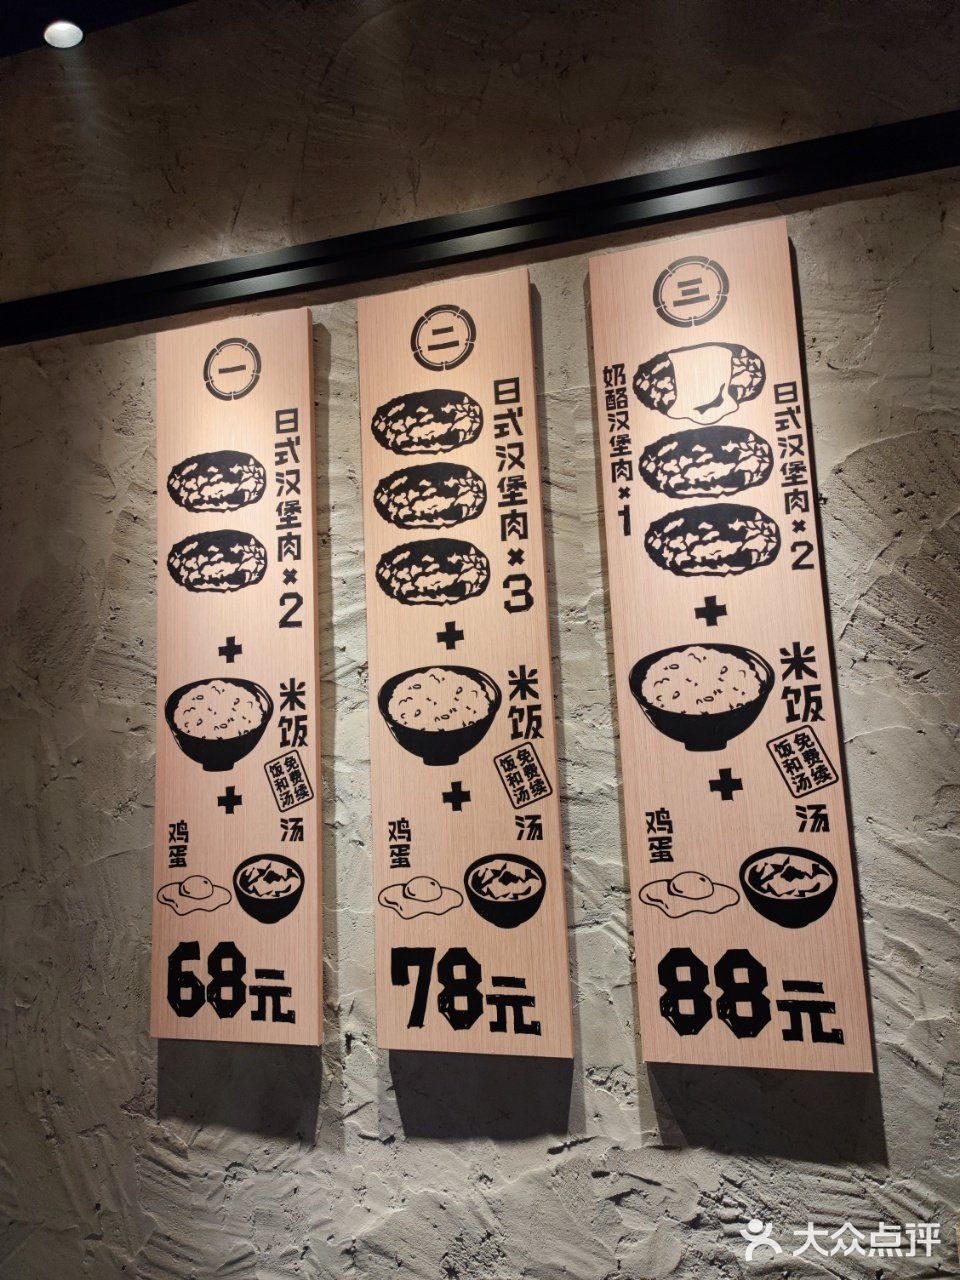 一
日式汉堡肉×2
+
米饭
免费续
饭和汤
+
鸡蛋
汤
68元
二
日式汉堡肉×3
+
米饭
免费续
饭和汤
+
鸡蛋
汤
78元
三
奶酪汉堡肉×1
日式汉堡肉×2
+
米饭
免费续
饭和汤
+
鸡蛋
汤
88元
大众点评